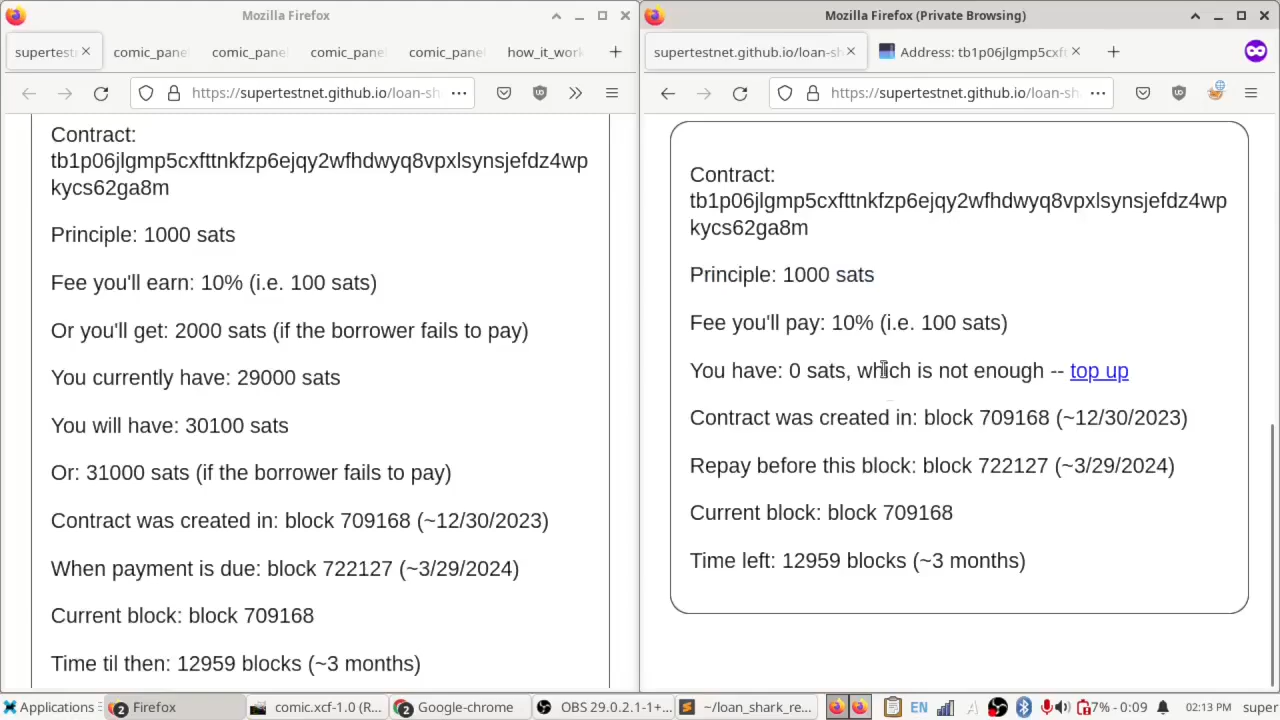 Mozilla Firefox
supertest
comic_pane
comic_pane
comic_pane
comic_pane
how_it_work
https://supertestnet.github.io/loan-sh
Contract:
tb1p06jlgmp5cxfttnkfzp6ejqy2wfhdwyq8vpxlsynsjefdz4wp
kycs62ga8m
Principle: 1000 sats
Fee you'll earn: 10% (i.e. 100 sats)
Or you'll get: 2000 sats (if the borrower fails to pay)
You currently have: 29000 sats
You will have: 30100 sats
Or: 31000 sats (if the borrower fails to pay)
Contract was created in: block 709168 (~12/30/2023)
When payment is due: block 722127 (~3/29/2024)
Current block: block 709168
Time til then: 12959 blocks (~3 months)
Mozilla Firefox (Private Browsing)
supertestnet.github.io/loan-sh
Address: tb1p06jlgmp5cxft
https://supertestnet.github.io/loan-sh
Contract:
tb1p06jlgmp5cxfttnkfzp6ejqy2wfhdwyq8vpxlsynsjefdz4wp
kycs62ga8m
Principle: 1000 sats
Fee you'll pay: 10% (i.e. 100 sats)
You have: 0 sats, which is not enough -- top up
Contract was created in: block 709168 (~12/30/2023)
Repay before this block: block 722127 (~3/29/2024)
Current block: block 709168
Time left: 12959 blocks (~3 months)
Applications
2 Firefox
comic.xcf-1.0 (R...
2 Google-chrome
OBS 29.0.2.1-1+...
~/loan_shark_re...
EN
7% - 0:09
02:13 PM
super